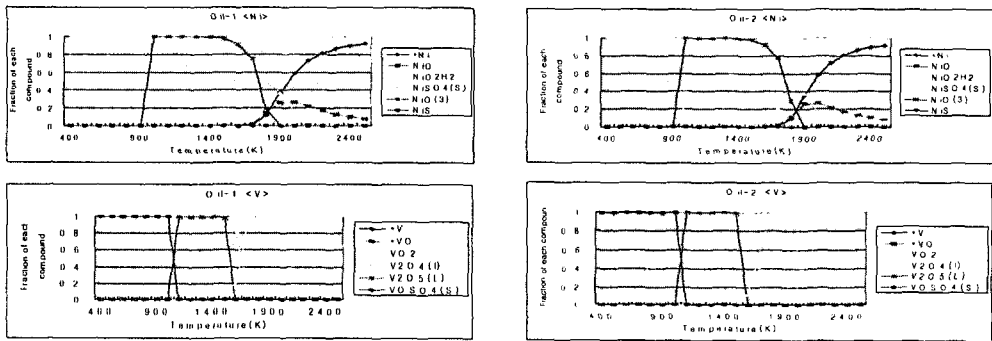 Oil-1 <Ni>
Fraction of each compound
1
0.8
0.6
0.4
0.2
0
400 900 1400 1900 2400
Temperature(K)
*Ni
NiO
NiO2H2
NiSO4(S)
NiO(3)
NiS
Oil-2 <Ni>
Fraction of each compound
1
0.8
0.6
0.4
0.2
0
400 900 1400 1900 2400
Temperature(K)
*Ni
NiO
NiO2H2
NiSO4(S)
NiO(3)
NiS
Oil-1 <V>
Fraction of each compound
1
0.8
0.6
0.4
0.2
0
400 900 1400 1900 2400
Temperature(K)
*V
*VO
VO2
V2O4(l)
V2O5(L)
VOSO4(S)
Oil-2 <V>
Fraction of each compoun
1
0.8
0.6
0.4
0.2
0
400 900 1400 1900 2400
Temperature(K)
*V
*VO
VO2
V2O4(l)
V2O5(L)
VOSO4(S)